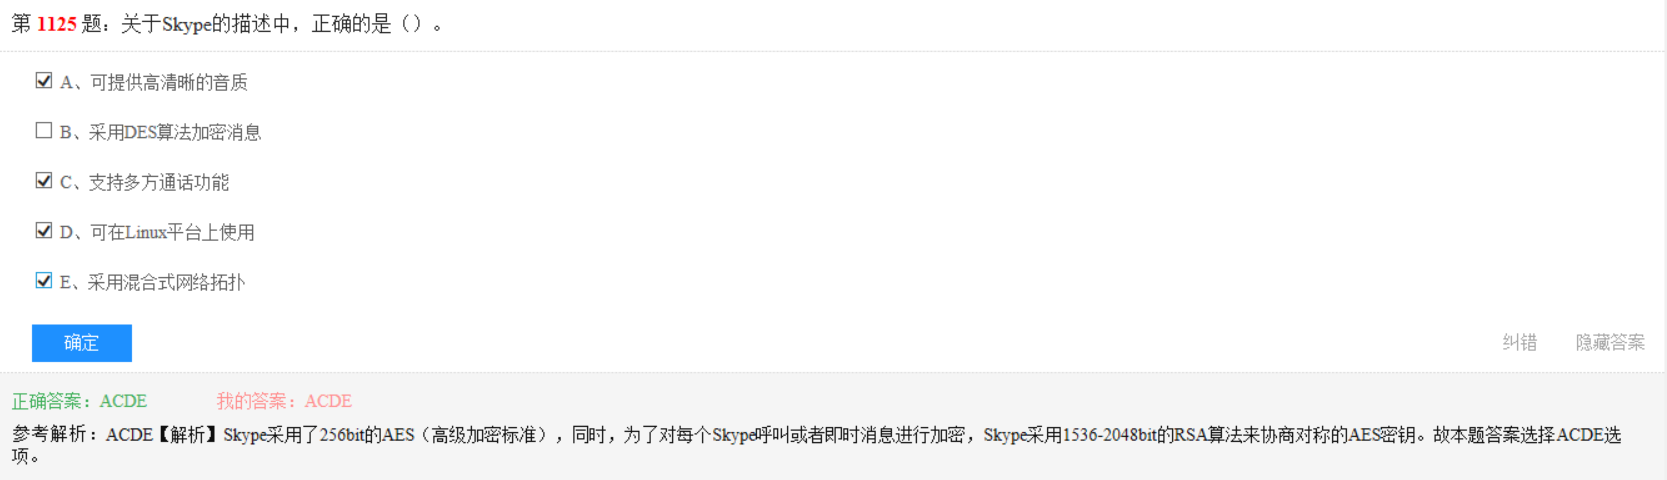 第 1125 题：关于Skype的描述中，正确的是（）。
A、可提供高清晰的音质
B、采用DES算法加密消息
C、支持多方通话功能
D、可在Linux平台上使用
E、采用混合式网络拓扑
确定
纠错 隐藏答案
正确答案：ACDE 我的答案：ACDE
参考解析：ACDE【解析】Skype采用了256bit的AES（高级加密标准），同时，为了对每个Skype呼叫或者即时消息进行加密，Skype采用1536-2048bit的RSA算法来协商对称的AES密钥。故本题答案选择ACDE选
项。